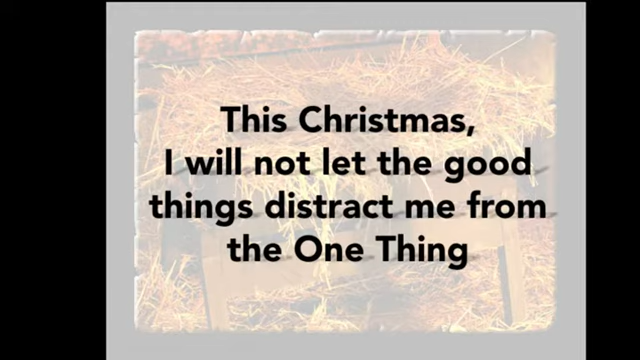 This Christmas,
I will not let the good
things distract me from
the One Thing